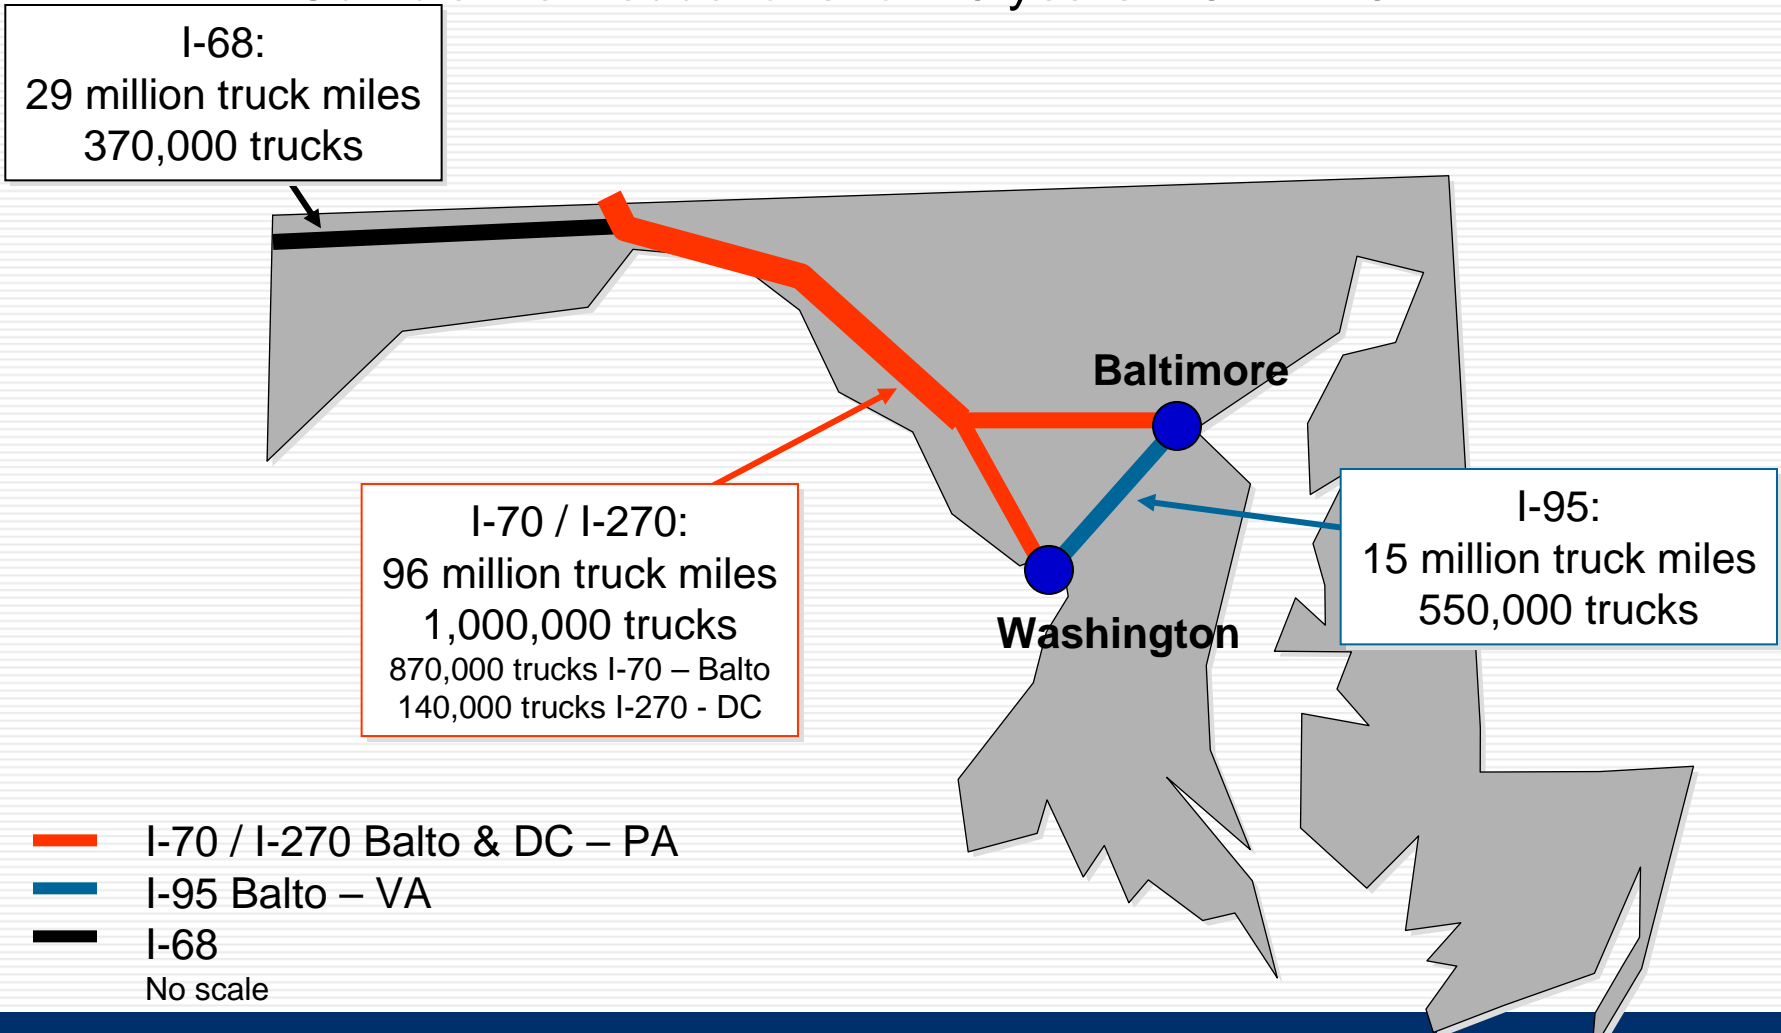 I-68:
29 million truck miles
370,000 trucks
Baltimore
I-70 / I-270:
96 million truck miles
1,000,000 trucks
870,000 trucks I-70 – Balto
140,000 trucks I-270 - DC
I-95:
15 million truck miles
550,000 trucks
Washington
I-70 / I-270 Balto & DC – PA
I-95 Balto – VA
I-68
No scale